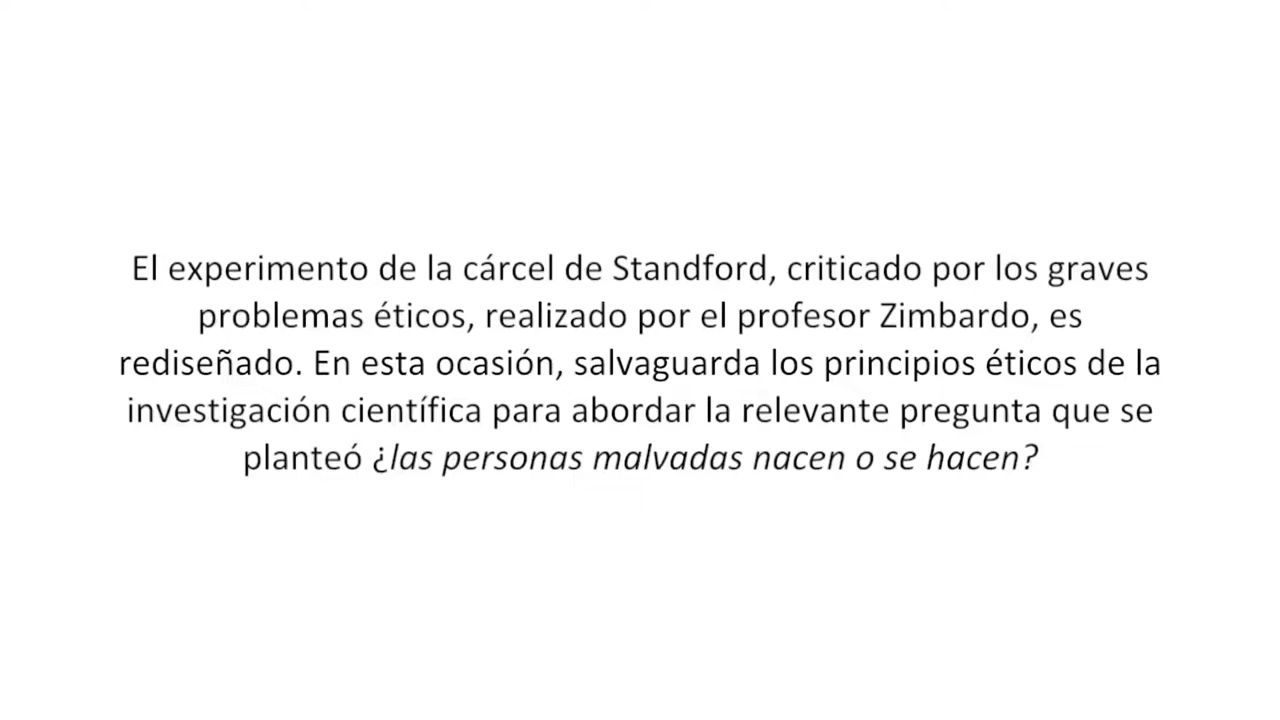 El experimento de la cárcel de Standford, criticado por los graves
problemas éticos, realizado por el profesor Zimbardo, es
rediseñado. En esta ocasión, salvaguarda los principios éticos de la
investigación científica para abordar la relevante pregunta que se
planteó ¿las personas malvadas nacen o se hacen?